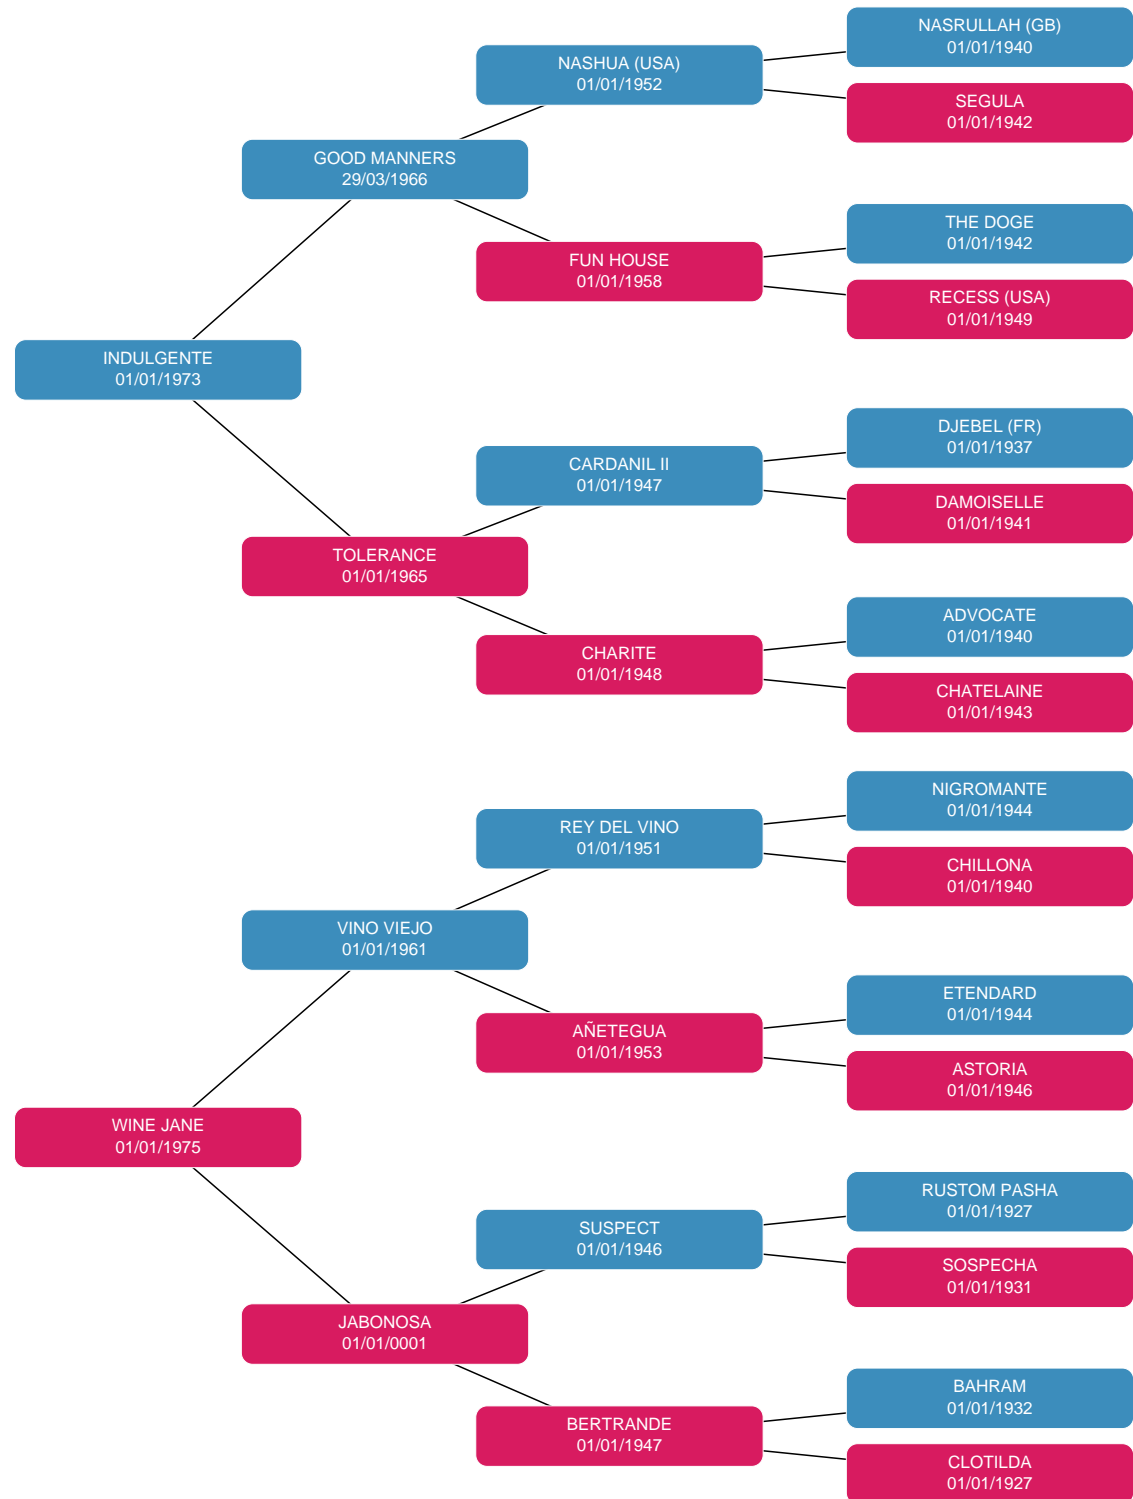 NASRULLAH (GB)
01/01/1940
NASHUA (USA)
01/01/1952
SEGULA
01/01/1942
GOOD MANNERS
29/03/1966
THE DOGE
01/01/1942
FUN HOUSE
01/01/1958
RECESS (USA)
01/01/1949
INDULGENTE
01/01/1973
DJEBEL (FR)
01/01/1937
CARDANIL II
01/01/1947
DAMOISELLE
01/01/1941
TOLERANCE
01/01/1965
ADVOCATE
01/01/1940
CHARITE
01/01/1948
CHATELAINE
01/01/1943
NIGROMANTE
01/01/1944
REY DEL VINO
01/01/1951
CHILLONA
01/01/1940
VINO VIEJO
01/01/1961
ETENDARD
01/01/1944
AÑETEGUA
01/01/1953
ASTORIA
01/01/1946
WINE JANE
01/01/1975
RUSTOM PASHA
01/01/1927
SUSPECT
01/01/1946
SOSPECHA
01/01/1931
JABONOSA
01/01/0001
BAHRAM
01/01/1932
BERTRANDE
01/01/1947
CLOTILDA
01/01/1927